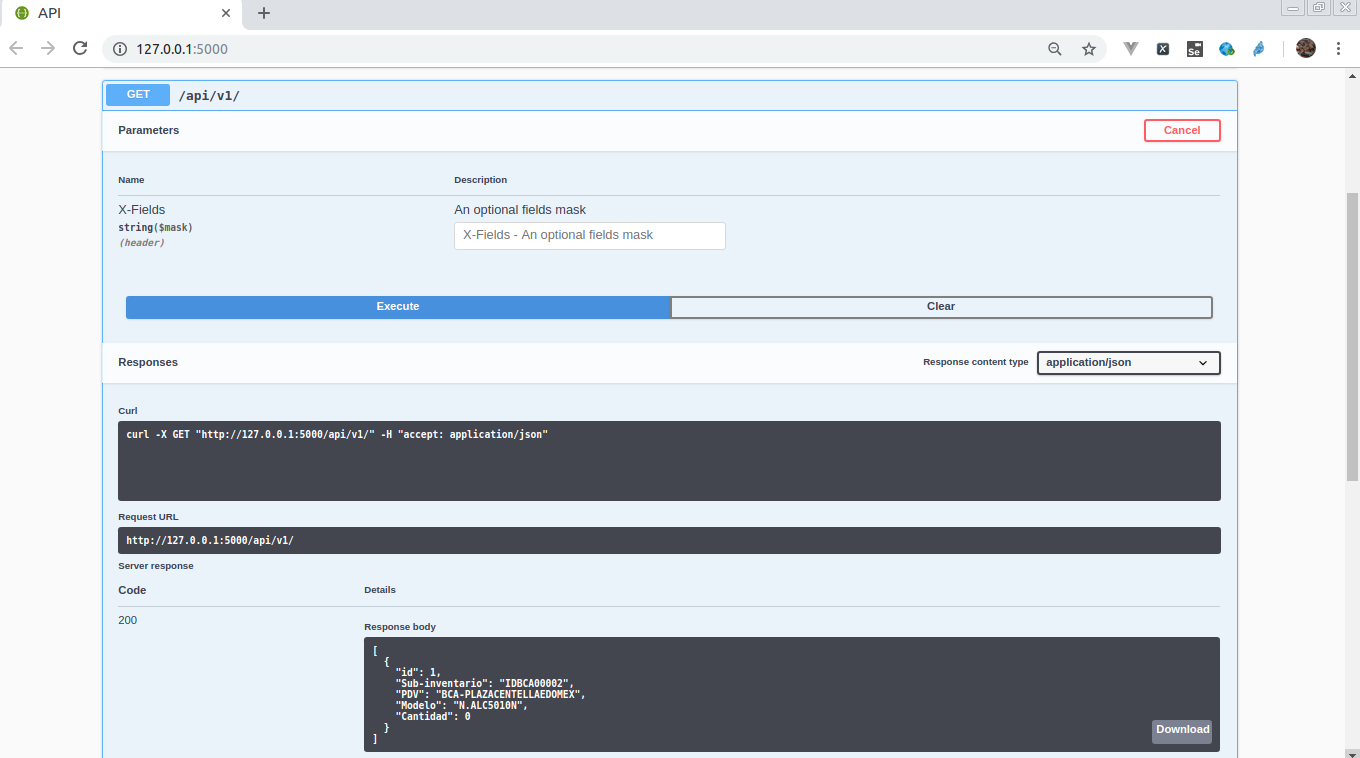 API
127.0.0.1:5000
GET /api/v1/
Parameters Cancel
Name Description
X-Fields An optional fields mask
string($mask)
(header)
X-Fields - An optional fields mask
Execute Clear
Responses Response content type application/json
Curl
curl -X GET "http://127.0.0.1:5000/api/v1/" -H "accept: application/json"
Request URL
http://127.0.0.1:5000/api/v1/
Server response
Code Details
200
Response body
[
{
"id": 1,
"Sub-inventario": "IDBCA00002",
"PDV": "BCA-PLAZACENTELLAEDOMEX",
"Modelo": "N.ALC5010N",
"Cantidad": 0
}
]
Download